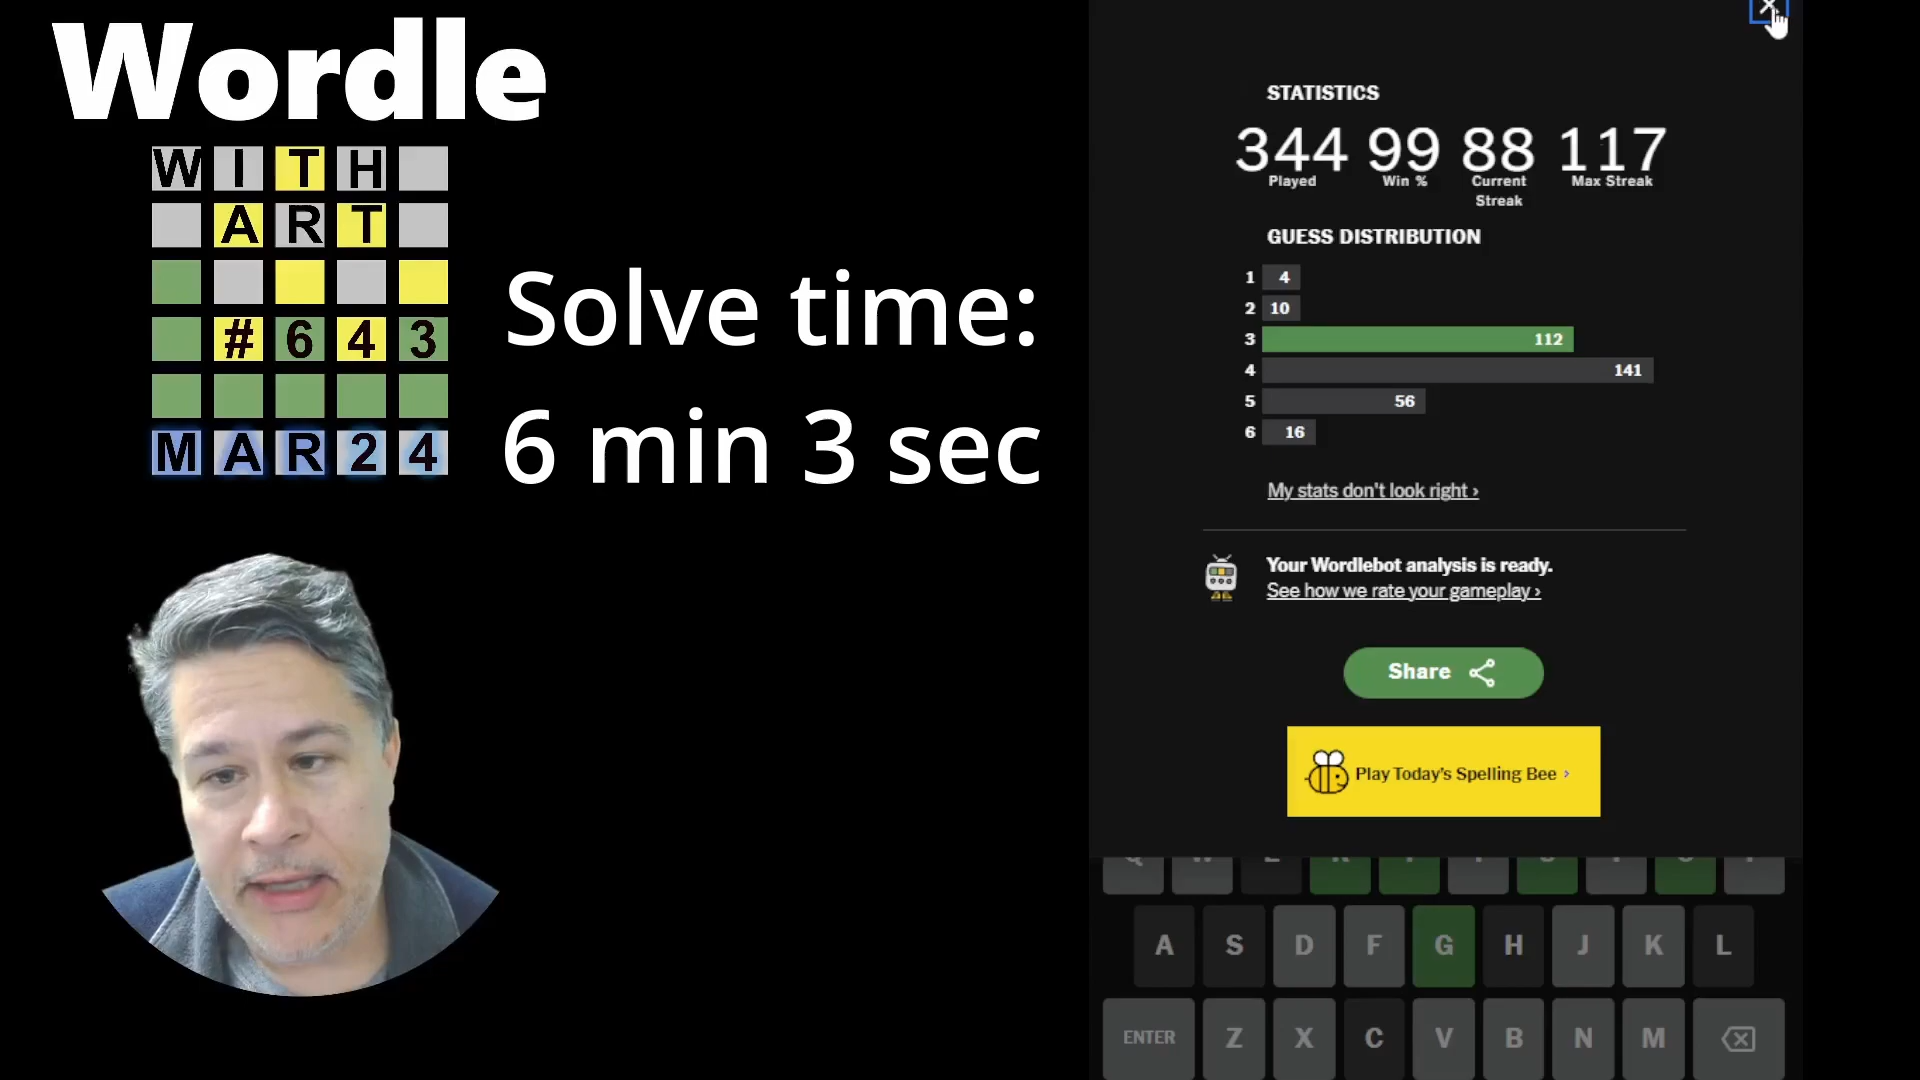 Wordle
WITH
ART
#643
MAR24
Solve time:
6 min 3 sec
X
STATISTICS
344 99 88 117
Played Win % Current Streak Max Streak
GUESS DISTRIBUTION
1 4
2 10
3 112
4 141
5 56
6 16
My stats don't look right ›
Your Wordlebot analysis is ready.
See how we rate your gameplay ›
Share
Play Today's Spelling Bee ›
A S D F G H J K L
ENTER Z X C V B N M